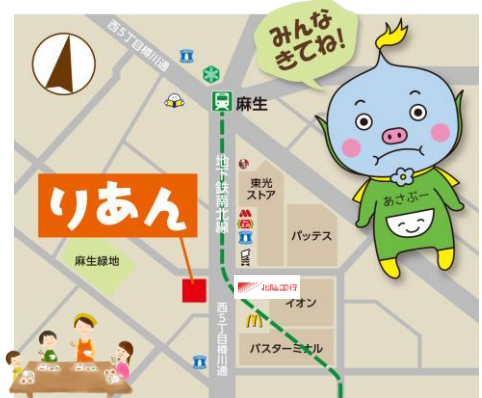 みんな
きてね!
西5丁目樽川通
麻生
地下鉄南北線
東光
ストア
あさぶー
りあん
パッテス
麻生緑地
北陸銀行
イオン
西5丁目樽川通
バスターミナル